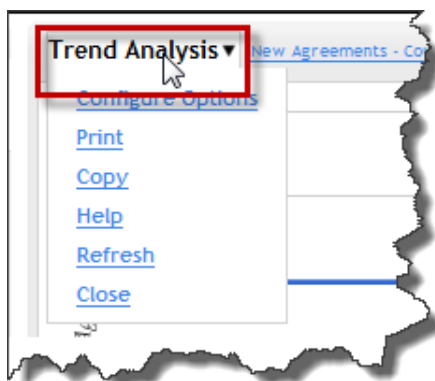 Trend Analysis▾ New Agreements - Co
Configure Options
Print
Copy
Help
Refresh
Close